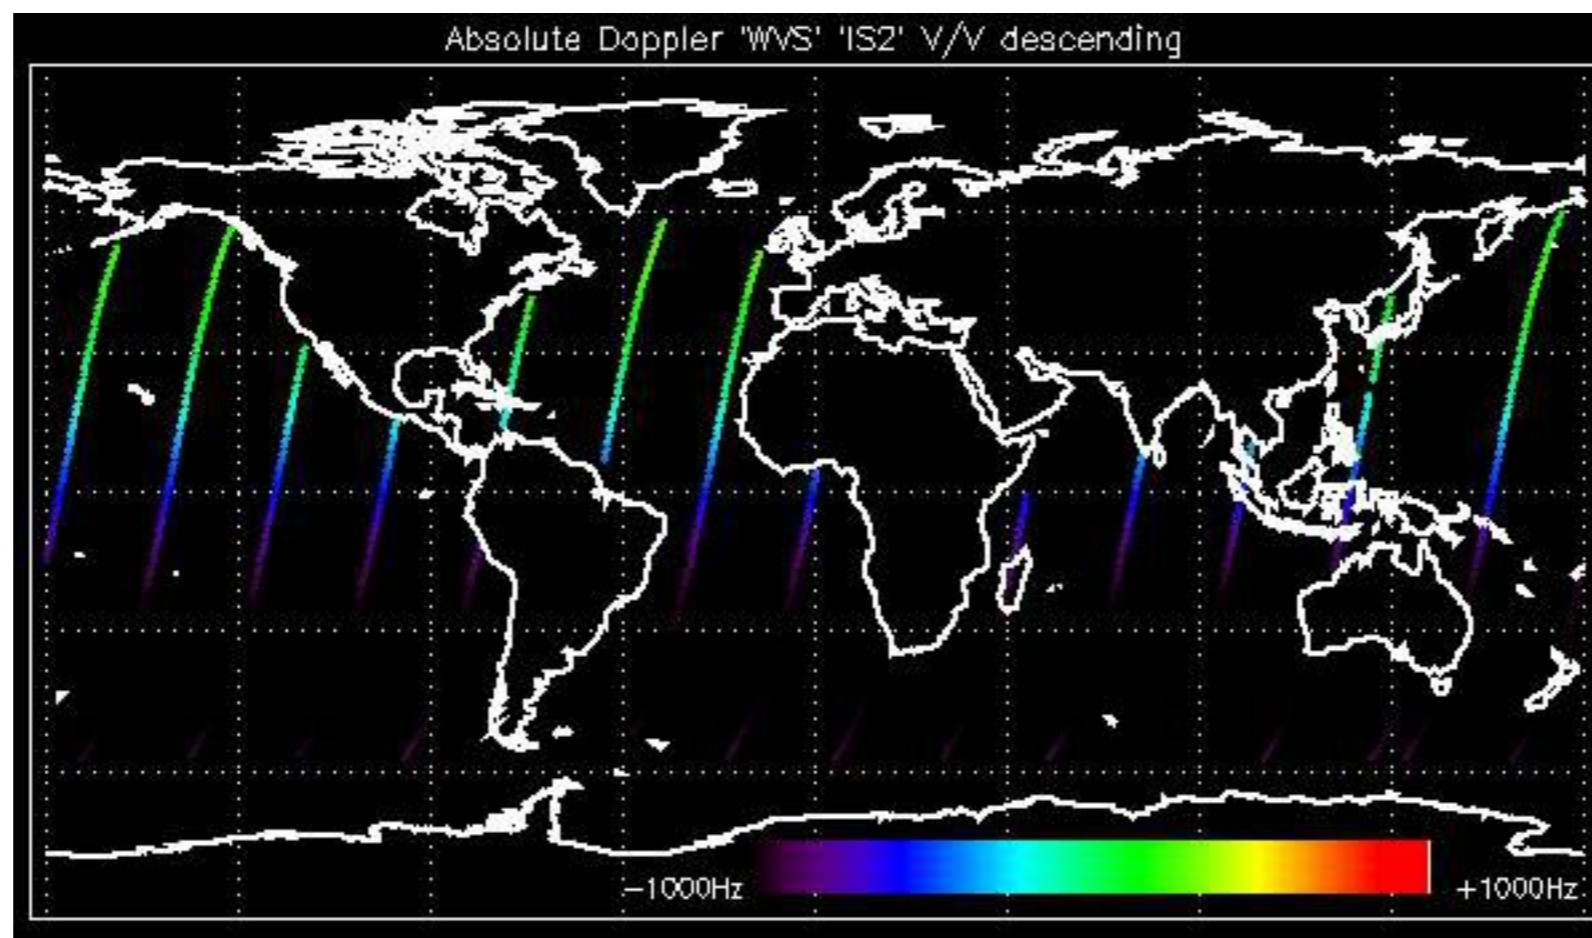 Absolute Doppler 'WVS' 'IS2' V/V descending
−1000Hz
+1000Hz